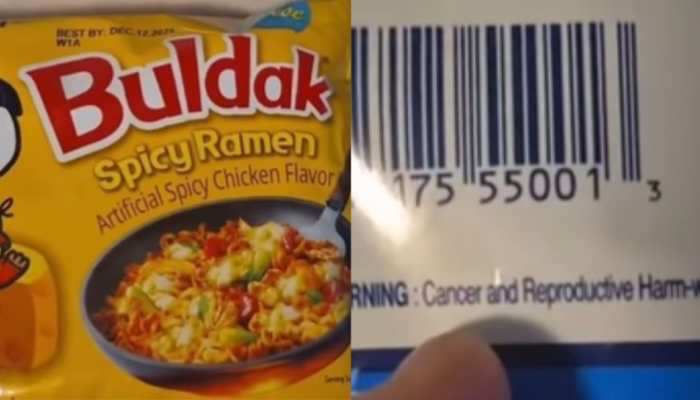 BEST BY: DEC.12.2025
W1A
Buldak
Spicy Ramen
Artificial Spicy Chicken Flavor
175 55001 3
RNING : Cancer and Reproductive Harm-w